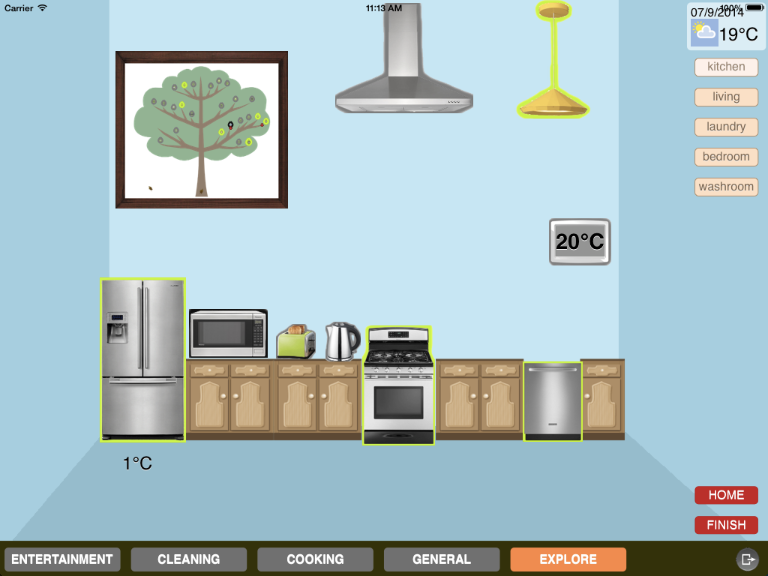 Carrier
11:13 AM
100%
07/9/2014
19°C
kitchen
living
laundry
bedroom
washroom
20°C
1°C
HOME
FINISH
ENTERTAINMENT
CLEANING
COOKING
GENERAL
EXPLORE